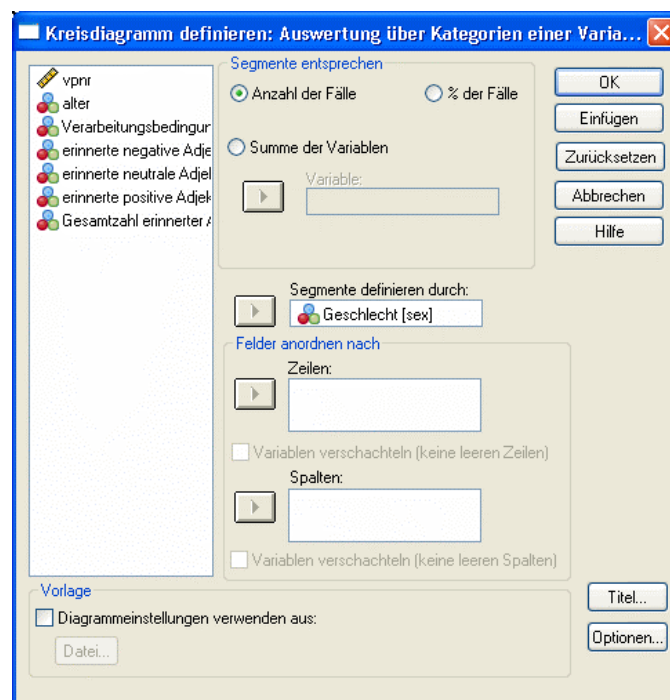 Kreisdiagramm definieren: Auswertung über Kategorien einer Varia...
vpnr
alter
Verarbeitungsbedingun
erinnerte negative Adje
erinnerte neutrale Adjel
erinnerte positive Adjek
Gesamtzahl erinnerter A
Segmente entsprechen
Anzahl der Fälle
% der Fälle
Summe der Variablen
Variable:
OK
Einfügen
Zurücksetzen
Abbrechen
Hilfe
Segmente definieren durch:
Geschlecht [sex]
Felder anordnen nach
Zeilen:
Variablen verschachteln (keine leeren Zeilen)
Spalten:
Variablen verschachteln (keine leeren Spalten)
Vorlage
Diagrammeinstellungen verwenden aus:
Datei...
Titel...
Optionen...